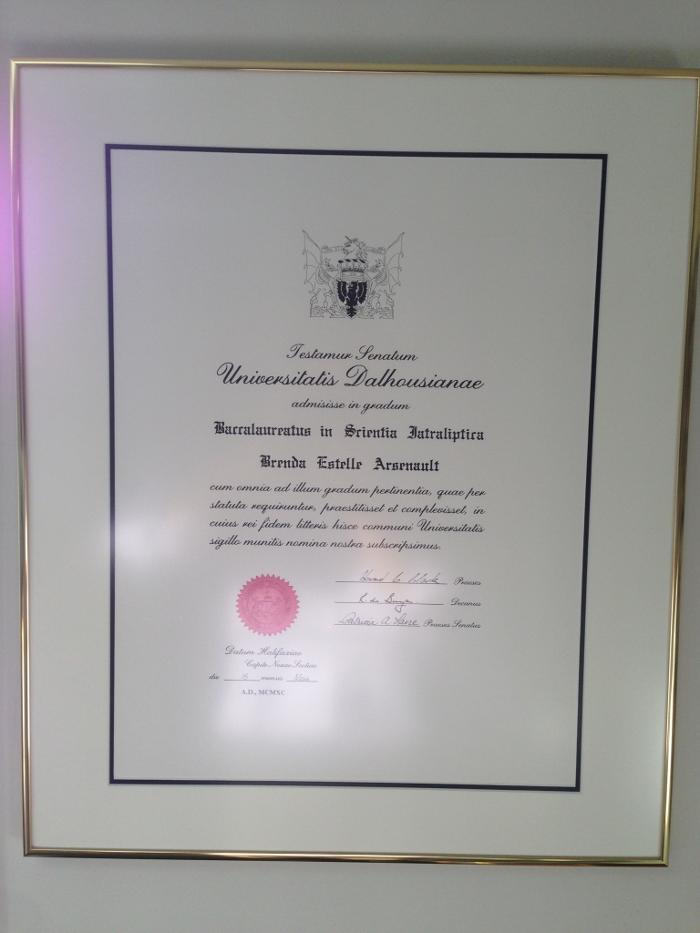 Testamur Senatum
Universitatis Dalhousianae
admisisse in gradum
Baccalaureatus in Scientia Iatraliptica
Brenda Estelle Arsenault
cum omnia ad illum gradum pertinentia, quae per
statuta requiruntur, praestitisset et complevisset, in
cuius rei fidem litteris hisce communi Universitatis
sigillo munitis nomina nostra subscripsimus.
Praeses
Decanus
Praeses Senatus
Datum Halifaxiae
Capite Novae Scotiae
die mensis
A.D., MCMXC